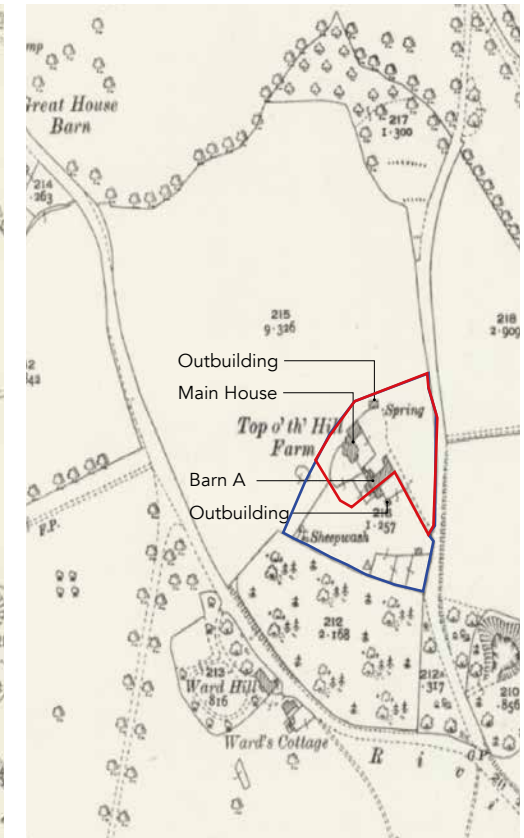 Great House
Barn
217
1·300
214
·263
215
9·326
218
2·909
Outbuilding
Main House
Spring
Top o' th' Hill
Farm
Barn A
Outbuilding
1·257
Sheepwash
F.P.
212
2·168
212a
·317
210
·856
213
·816
Ward Hill
Ward's Cottage
R i v
G.P.
211